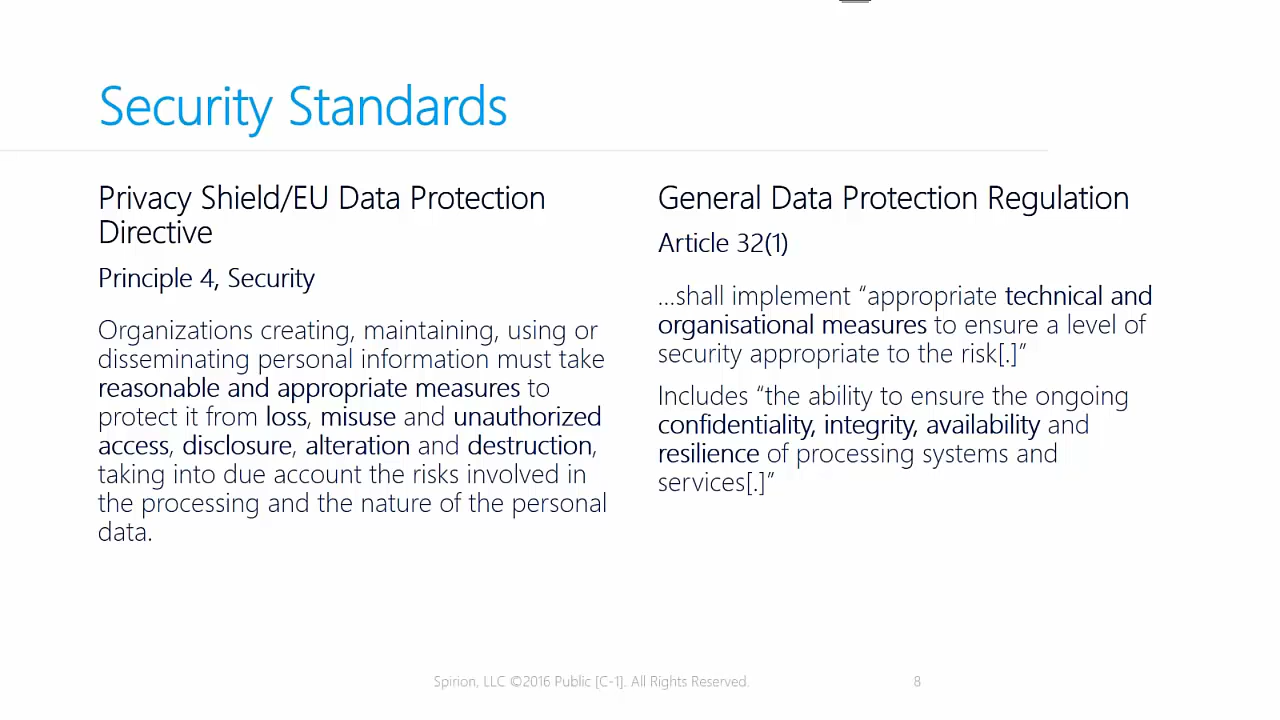 Security Standards
Privacy Shield/EU Data Protection
Directive
Principle 4, Security
Organizations creating, maintaining, using or
disseminating personal information must take
reasonable and appropriate measures to
protect it from loss, misuse and unauthorized
access, disclosure, alteration and destruction,
taking into due account the risks involved in
the processing and the nature of the personal
data.
General Data Protection Regulation
Article 32(1)
...shall implement “appropriate technical and
organisational measures to ensure a level of
security appropriate to the risk[.]”
Includes “the ability to ensure the ongoing
confidentiality, integrity, availability and
resilience of processing systems and
services[.]”
Spirion, LLC ©2016 Public [C-1]. All Rights Reserved.
8